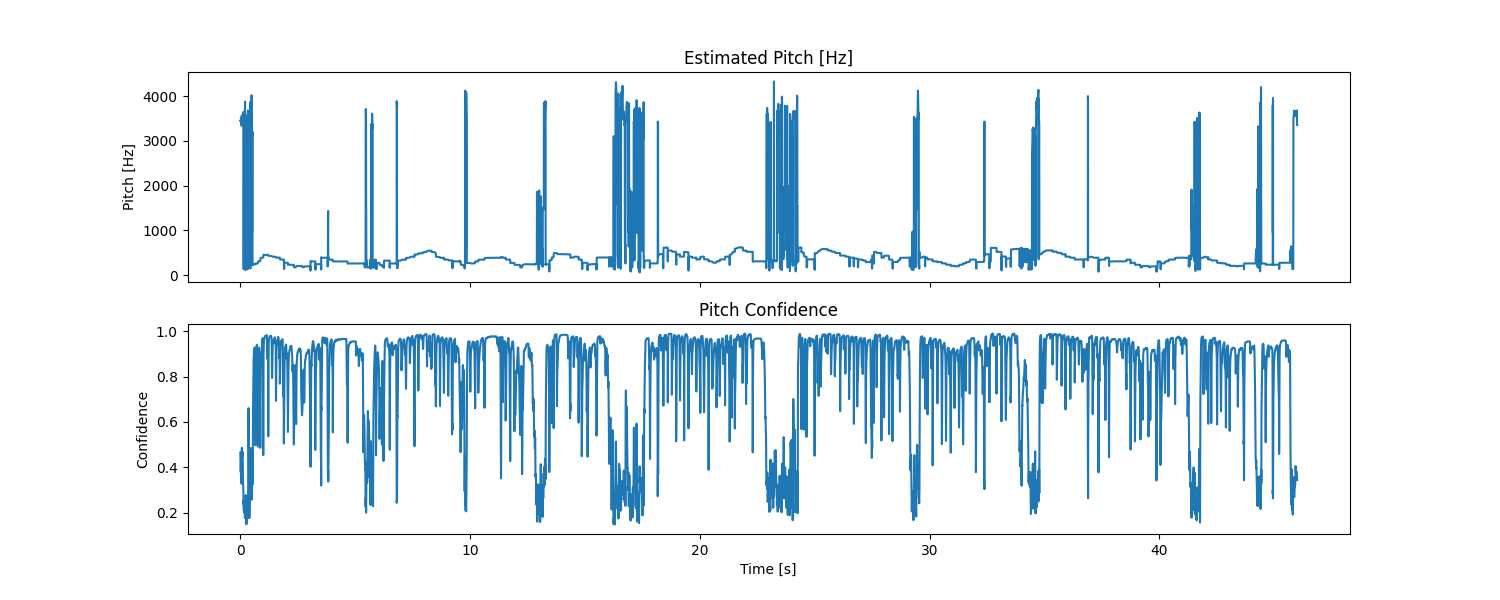 Estimated Pitch [Hz]
4000
3000
2000
1000
0
Pitch [Hz]
Pitch Confidence
1.0
0.8
0.6
0.4
0.2
Confidence
0 10 20 30 40
Time [s]